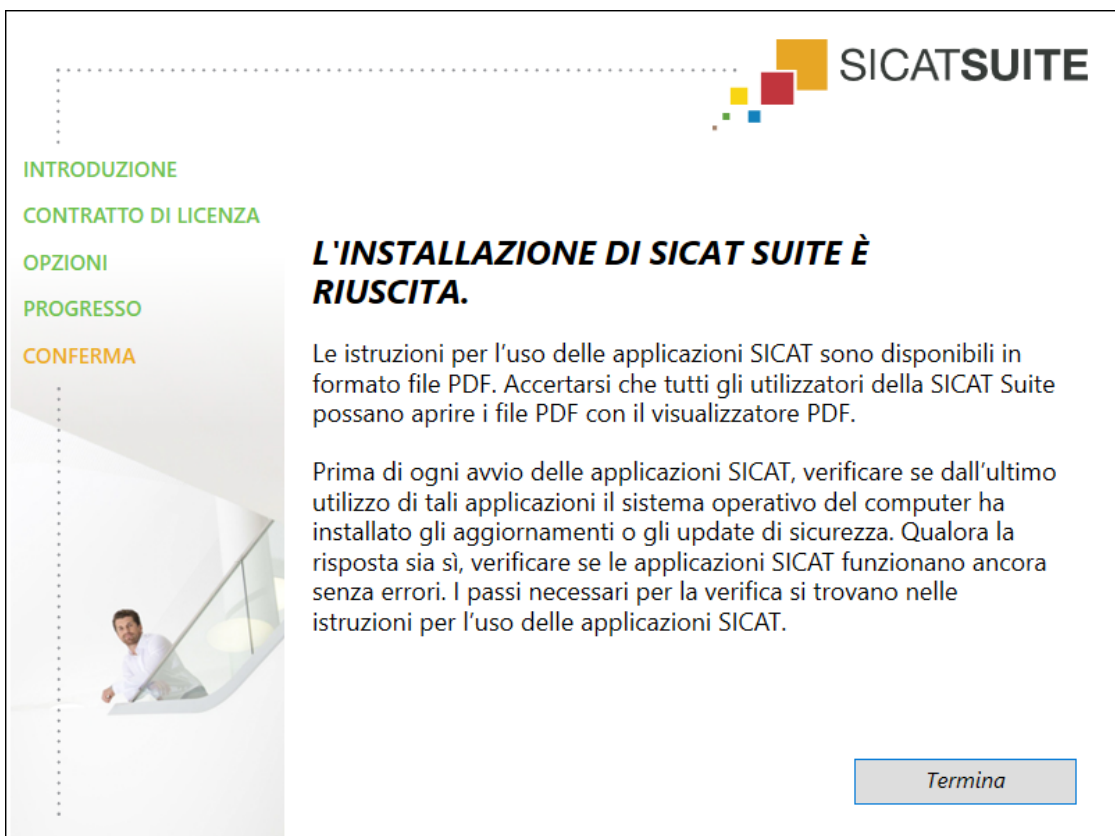 SICATSUITE
INTRODUZIONE
CONTRATTO DI LICENZA
OPZIONI
PROGRESSO
CONFERMA
L'INSTALLAZIONE DI SICAT SUITE È
RIUSCITA.
Le istruzioni per l’uso delle applicazioni SICAT sono disponibili in
formato file PDF. Accertarsi che tutti gli utilizzatori della SICAT Suite
possano aprire i file PDF con il visualizzatore PDF.
Prima di ogni avvio delle applicazioni SICAT, verificare se dall’ultimo
utilizzo di tali applicazioni il sistema operativo del computer ha
installato gli aggiornamenti o gli update di sicurezza. Qualora la
risposta sia sì, verificare se le applicazioni SICAT funzionano ancora
senza errori. I passi necessari per la verifica si trovano nelle
istruzioni per l’uso delle applicazioni SICAT.
Termina